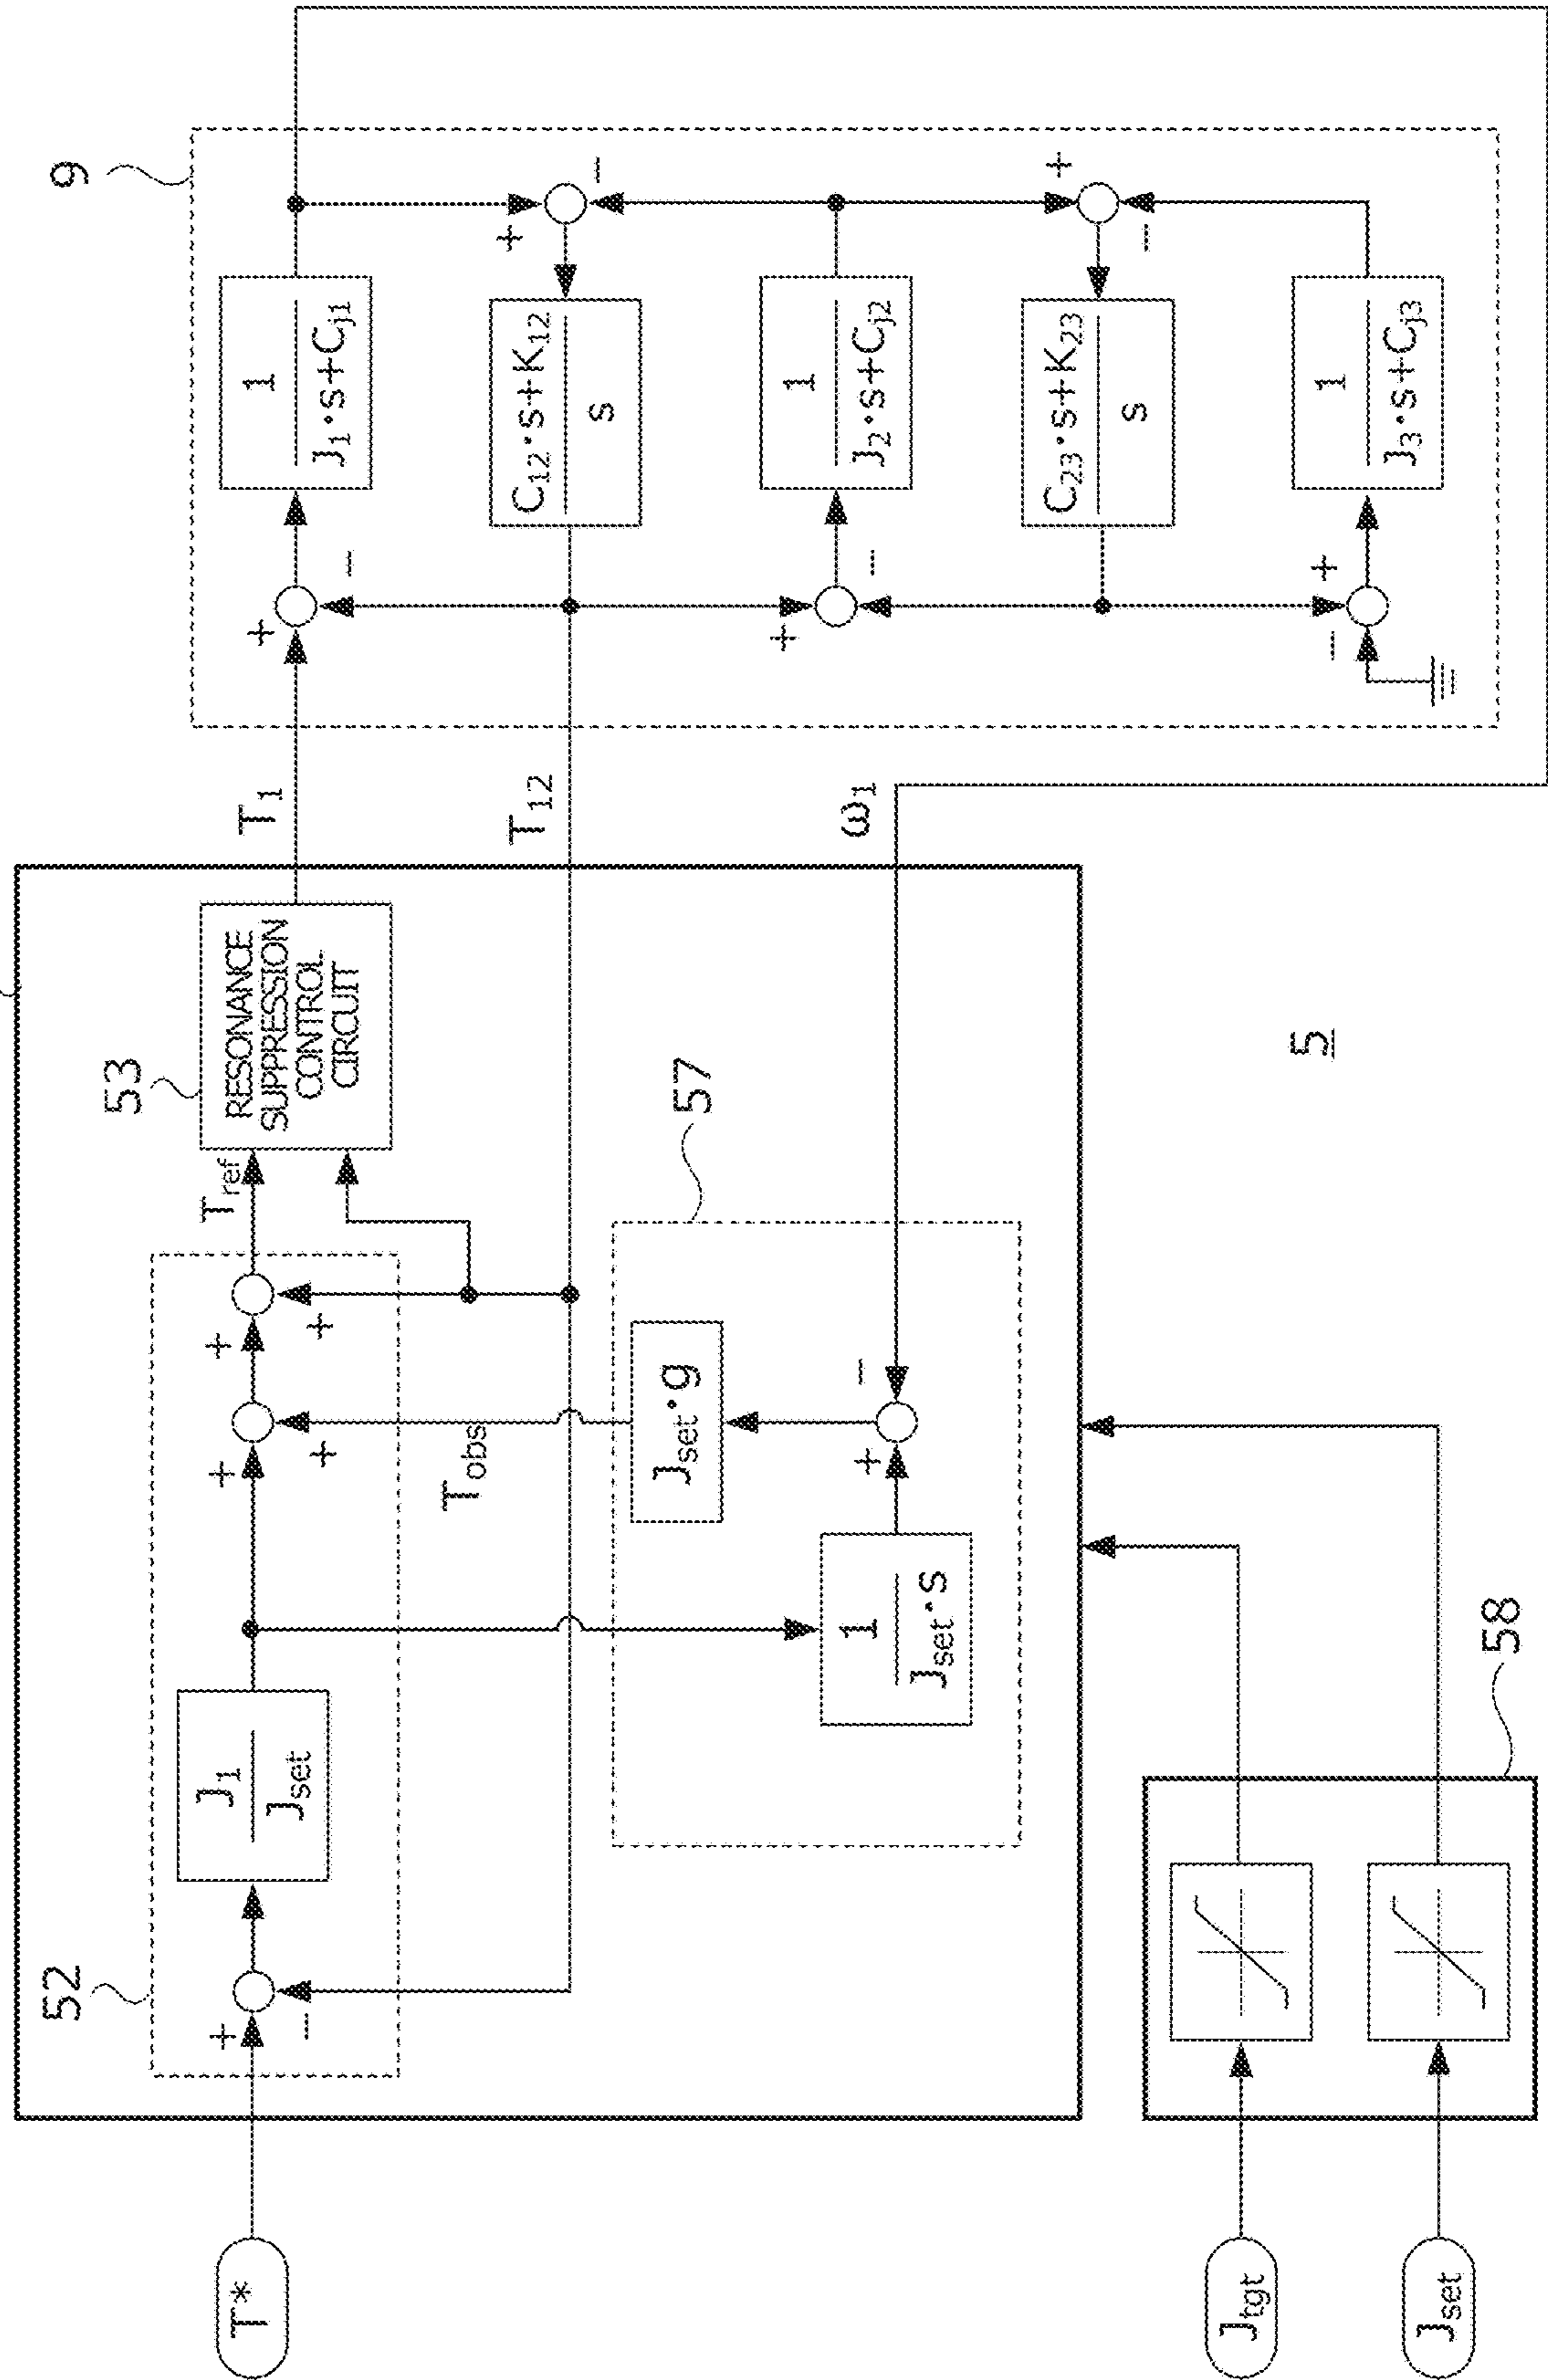 52
53
9
T*
+
−
J₁
Jset
+
+
+
+
Tref
RESONANCE
SUPPRESSION
CONTROL
CIRCUIT
T₁
+
−
1
J₁·s+Cj1
Tobs
T₁₂
C₁₂·s+K₁₂
s
+
−
57
Jset·g
1
Jset·s
+
−
ω₁
+
−
1
J₂·s+Cj2
C₂₃·s+K₂₃
s
+
−
−
+
1
J₃·s+Cj3
Jtgt
Jset
58
5